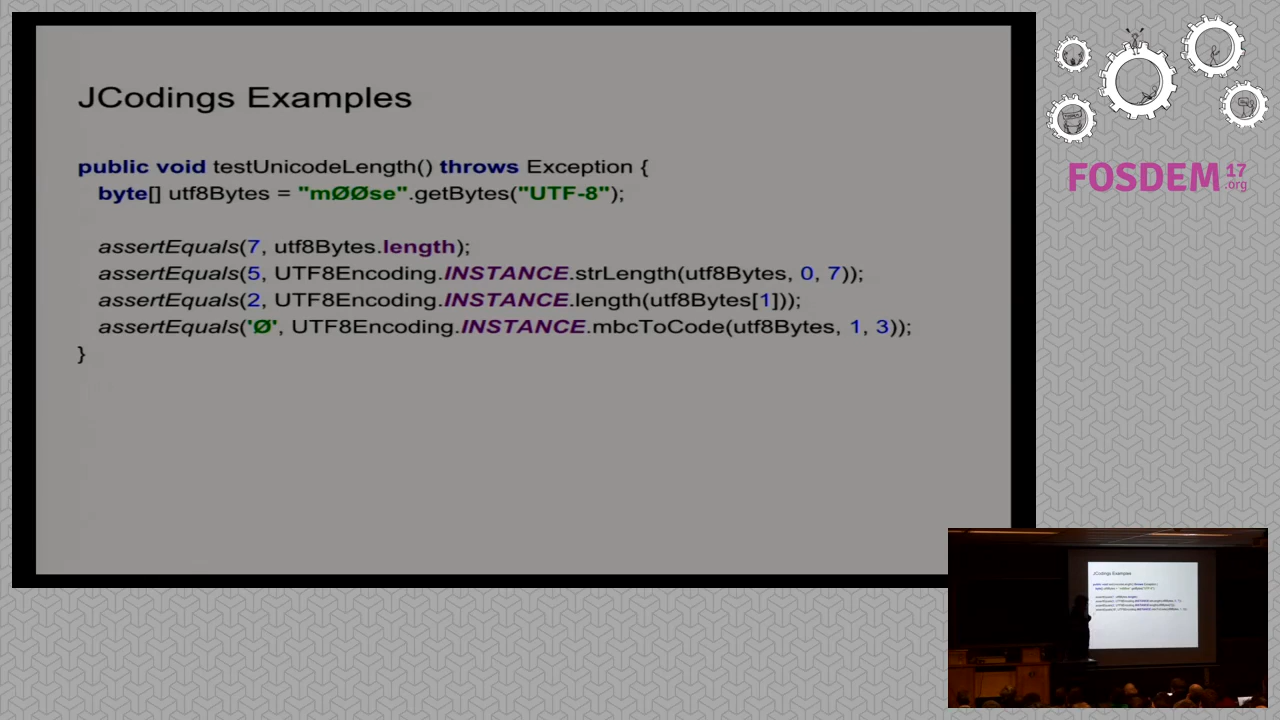 JCodings Examples
public void testUnicodeLength() throws Exception {
byte[] utf8Bytes = "mØØse".getBytes("UTF-8");
assertEquals(7, utf8Bytes.length);
assertEquals(5, UTF8Encoding.INSTANCE.strLength(utf8Bytes, 0, 7));
assertEquals(2, UTF8Encoding.INSTANCE.length(utf8Bytes[1]));
assertEquals('Ø', UTF8Encoding.INSTANCE.mbcToCode(utf8Bytes, 1, 3));
}
FOSDEM 17
.org
JCodings Examples